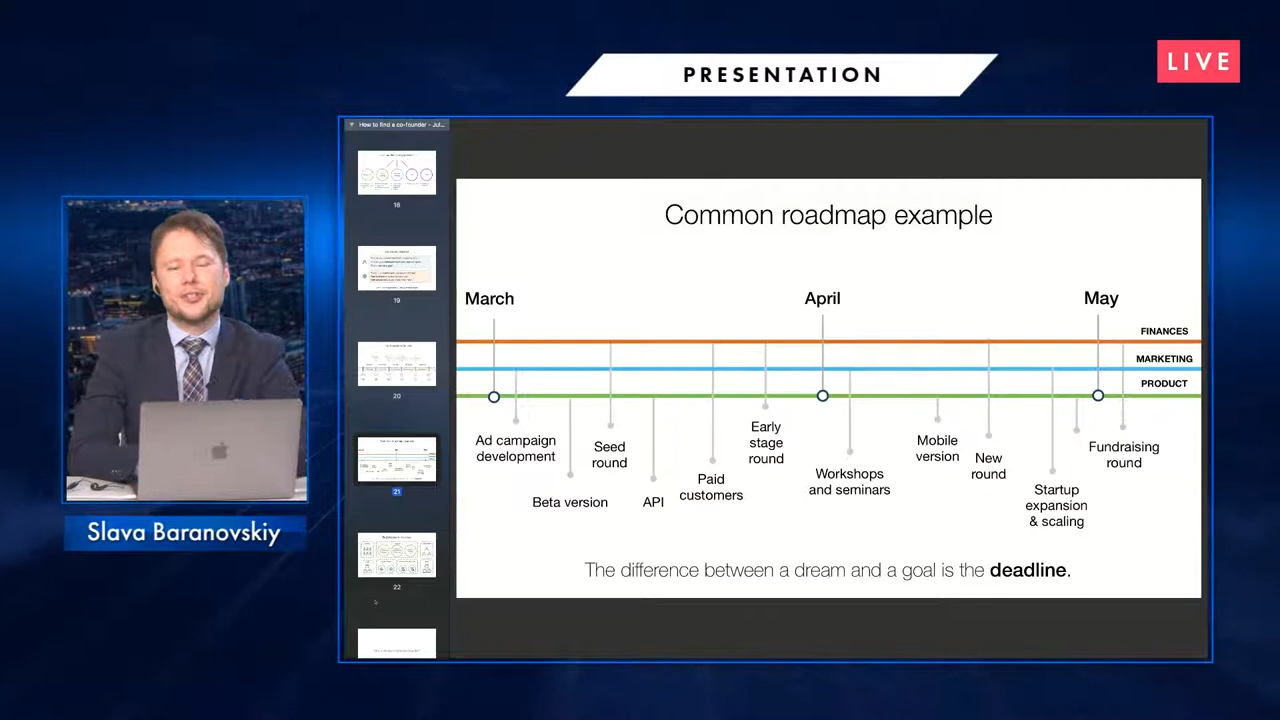 PRESENTATION
LIVE
How to find a co-founder - Jul...
18
19
20
21
22
Common roadmap example
March
April
May
FINANCES
MARKETING
PRODUCT
Ad campaign
development
Beta version
Seed
round
API
Paid
customers
Early
stage
round
Workshops
and seminars
Mobile
version
New
round
Startup
expansion
& scaling
Fundraising
round
The difference between a dream and a goal is the deadline.
Slava Baranovskiy